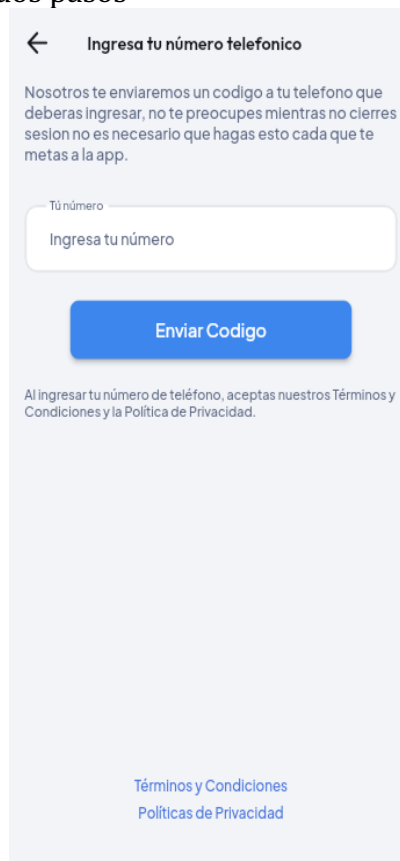 dos pasos
Ingresa tu número telefonico
Nosotros te enviaremos un codigo a tu telefono que
deberas ingresar, no te preocupes mientras no cierres
sesion no es necesario que hagas esto cada que te
metas a la app.
Tú número
Ingresa tu número
Enviar Codigo
Al ingresar tu número de teléfono, aceptas nuestros Términos y
Condiciones y la Política de Privacidad.
Términos y Condiciones
Políticas de Privacidad